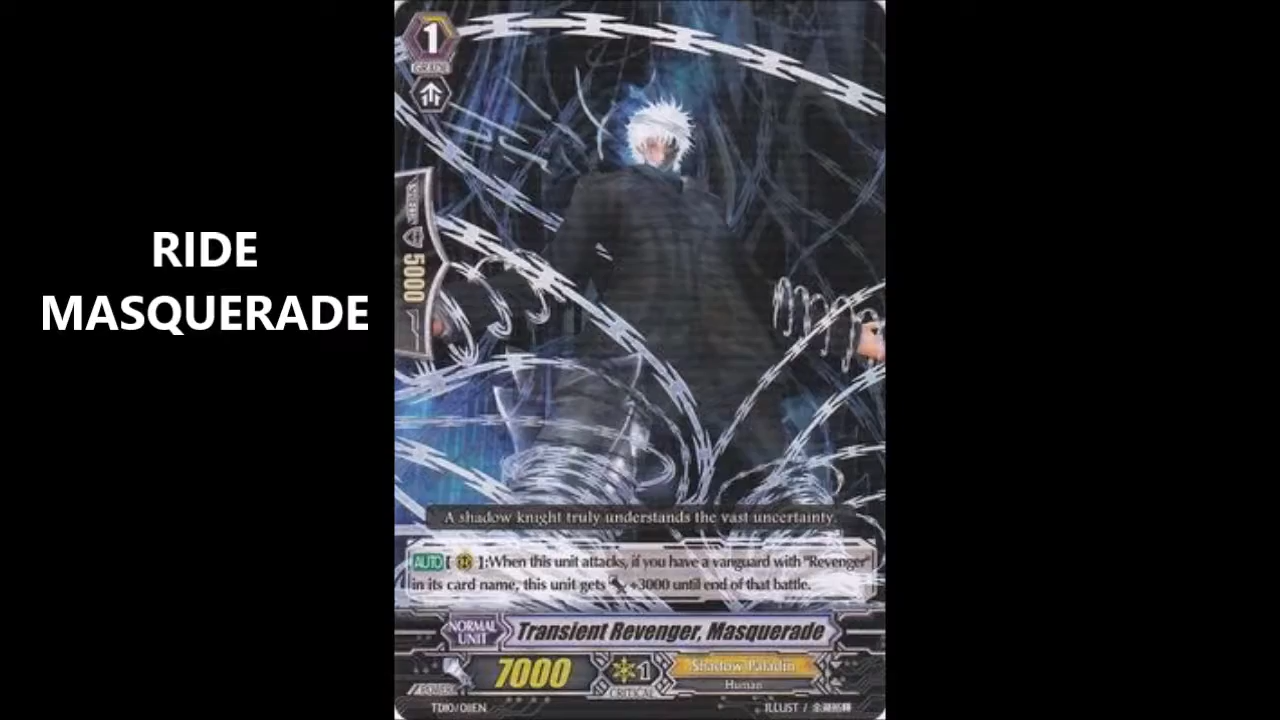 RIDE
MASQUERADE
1
GRADE
5000
A shadow knight truly understands the vast uncertainty.
AUTO [ ]:When this unit attacks, if you have a vanguard with "Revenger"
in its card name, this unit gets +3000 until end of that battle.
NORMAL
UNIT
Transient Revenger, Masquerade
POWER
7000
1
CRITICAL
Shadow Paladin
Human
TD10/011EN
ILLUST /